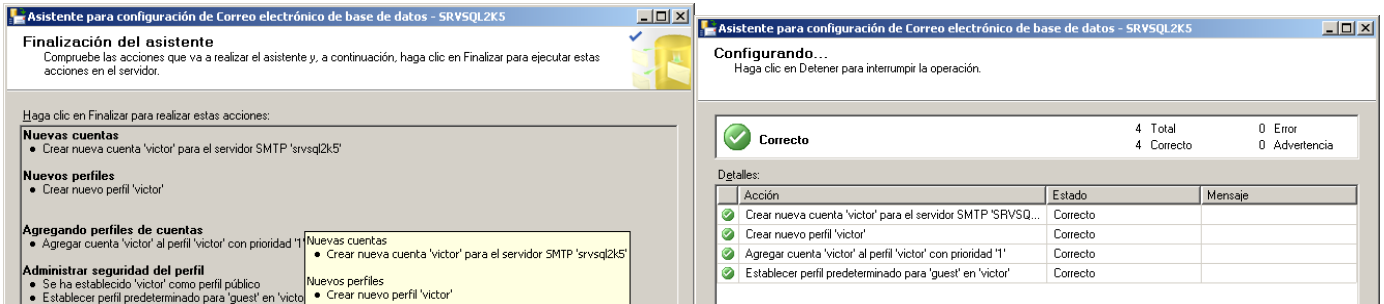 Asistente para configuración de Correo electrónico de base de datos - SRVSQL2K5
Finalización del asistente
Compruebe las acciones que va a realizar el asistente y, a continuación, haga clic en Finalizar para ejecutar estas
acciones en el servidor.
Haga clic en Finalizar para realizar estas acciones:
Nuevas cuentas
• Crear nueva cuenta 'victor' para el servidor SMTP 'srvsql2k5'
Nuevos perfiles
• Crear nuevo perfil 'victor'
Agregando perfiles de cuentas
• Agregar cuenta 'victor' al perfil 'victor' con prioridad '1'
Administrar seguridad del perfil
• Se ha establecido 'victor' como perfil público
• Establecer perfil predeterminado para 'guest' en 'victo
Nuevas cuentas
• Crear nueva cuenta 'victor' para el servidor SMTP 'srvsql2k5'
Nuevos perfiles
• Crear nuevo perfil 'victor'
Asistente para configuración de Correo electrónico de base de datos - SRVSQL2K5
Configurando...
Haga clic en Detener para interrumpir la operación.
Correcto
4 Total 0 Error
4 Correcto 0 Advertencia
Detalles:
Acción Estado Mensaje
Crear nueva cuenta 'victor' para el servidor SMTP 'SRVSQ... Correcto
Crear nuevo perfil 'victor' Correcto
Agregar cuenta 'victor' al perfil 'victor' con prioridad '1' Correcto
Establecer perfil predeterminado para 'guest' en 'victor' Correcto